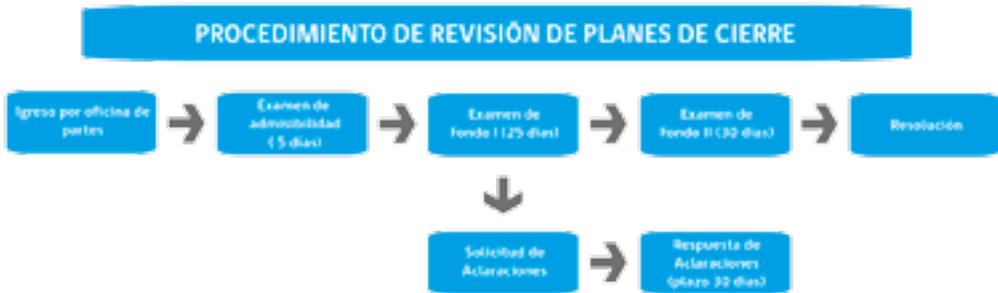 PROCEDIMIENTO DE REVISIÓN DE PLANES DE CIERRE
Igreso por oficina de
partes
Examen de
admisibilidad
( 5 días)
Examen de
fondo I (25 días)
Examen de
Fondo II (30 días)
Resolución
Solicitud de
Aclaraciones
Respuesta de
Aclaraciones
(plazo 30 días)